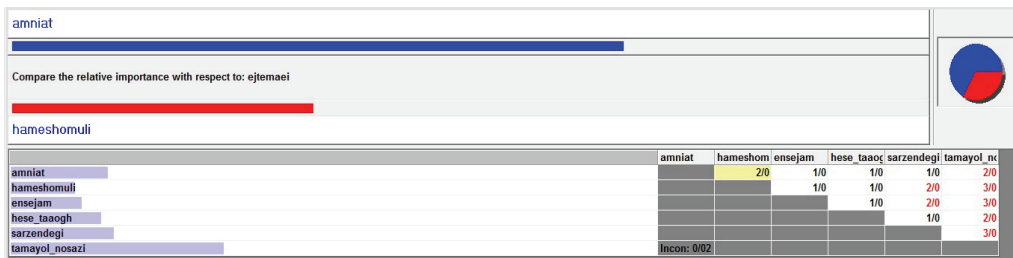 amniat
Compare the relative importance with respect to: ejtemaei
hameshomuli
amniat hameshom ensejam hese_taaog sarzendegi tamayol_no
amniat 2/0 1/0 1/0 1/0 2/0
hameshomuli 1/0 1/0 2/0 3/0
ensejam 1/0 2/0 3/0
hese_taaogh 1/0 2/0
sarzendegi 3/0
tamayol_nosazi Incon: 0/02